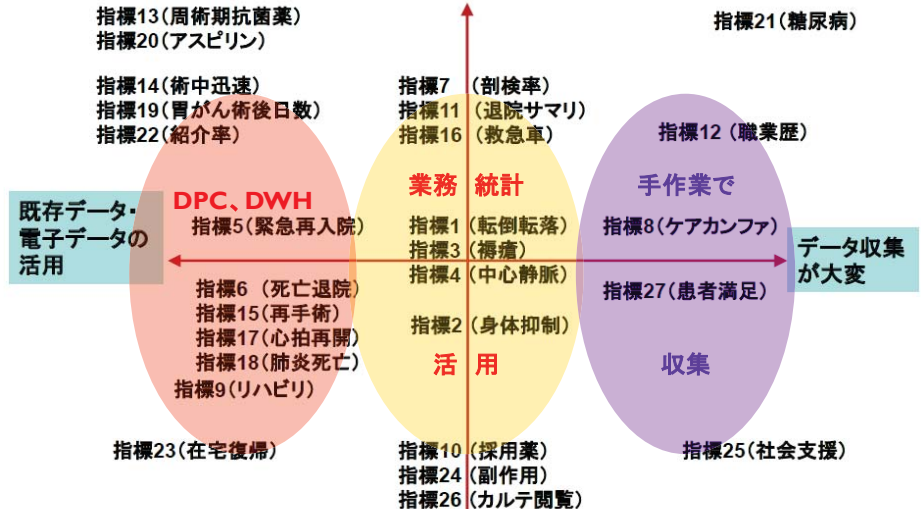 指標13(周術期抗菌薬)
指標20(アスピリン)
指標21(糖尿病)
指標14(術中迅速)
指標19(胃がん術後日数)
指標22(紹介率)
指標7 (剖検率)
指標11(退院サマリ)
指標16(救急車)
指標12(職業歴)
DPC、DWH
業務 統計
手作業で
既存データ・
電子データの
活用
指標5(緊急再入院)
指標1(転倒転落)
指標3(褥瘡)
指標4(中心静脈)
指標8(ケアカンファ)
データ収集
が大変
指標6 (死亡退院)
指標15(再手術)
指標17(心拍再開)
指標18(肺炎死亡)
指標9(リハビリ)
指標2(身体抑制)
指標27(患者満足)
活 用
収集
指標23(在宅復帰)
指標10(採用薬)
指標24(副作用)
指標26(カルテ閲覧)
指標25(社会支援)